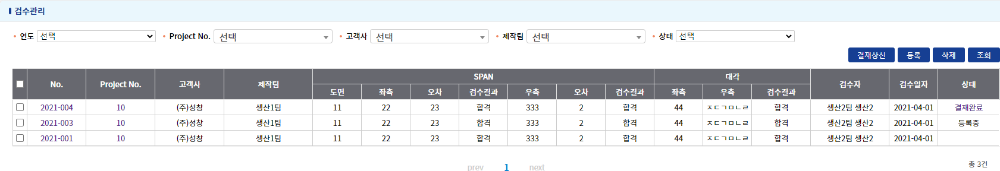 검수관리
연도 선택 Project No. 선택 고객사 선택 제작팀 선택 상태 선택
결재상신 등록 삭제 조회
No. Project No. 고객사 제작팀 SPAN 대각 검수자 검수일자 상태
도면 좌측 오차 검수결과 우측 오차 검수결과 좌측 우측 검수결과
2021-004 10 (주)성창 생산1팀 11 22 23 합격 333 2 합격 44 ㅈㄷㄱㅁㄴㄹ 합격 생산2팀 생산2 2021-04-01 결재완료
2021-003 10 (주)성창 생산1팀 11 22 23 합격 333 2 합격 44 ㅈㄷㄱㅁㄴㄹ 합격 생산2팀 생산2 2021-04-01 등록중
2021-001 10 (주)성창 생산1팀 11 22 23 합격 333 2 합격 44 ㅈㄷㄱㅁㄴㄹ 합격 생산2팀 생산2 2021-04-01
prev 1 next 총 3건